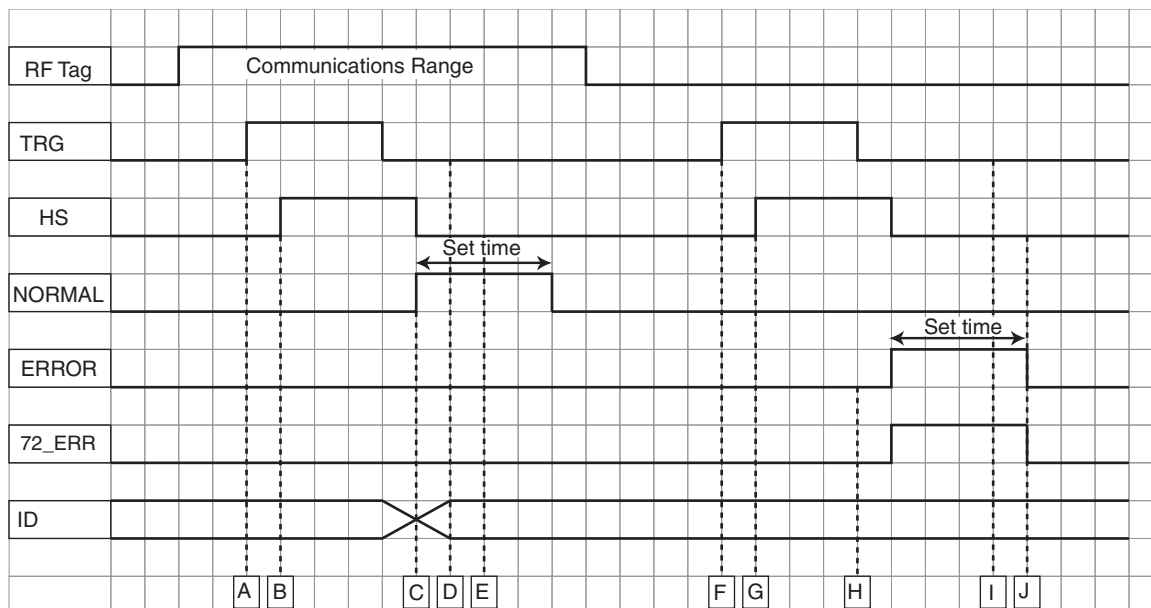 RF Tag
Communications Range
TRG
HS
Set time
NORMAL
Set time
ERROR
72_ERR
ID
A B C D E F G H I J